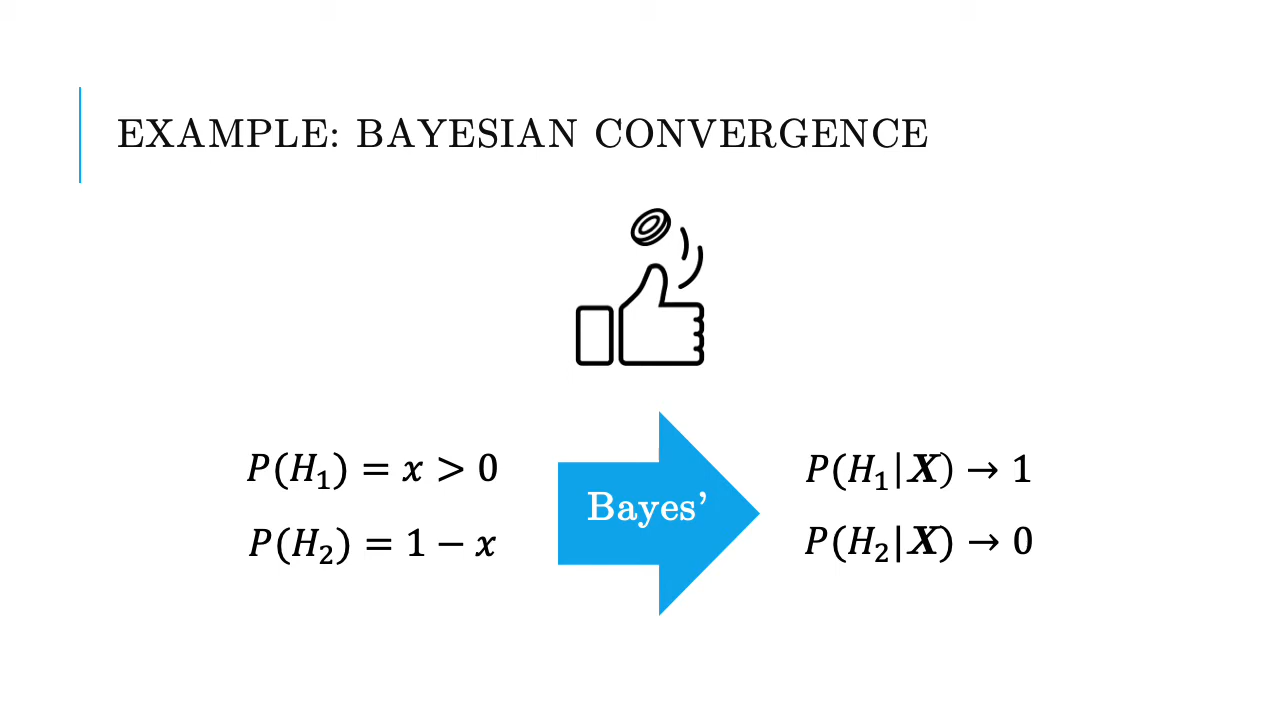 EXAMPLE: BAYESIAN CONVERGENCE
P(H₁) = x > 0
P(H₂) = 1 − x
Bayes’
P(H₁|X) → 1
P(H₂|X) → 0